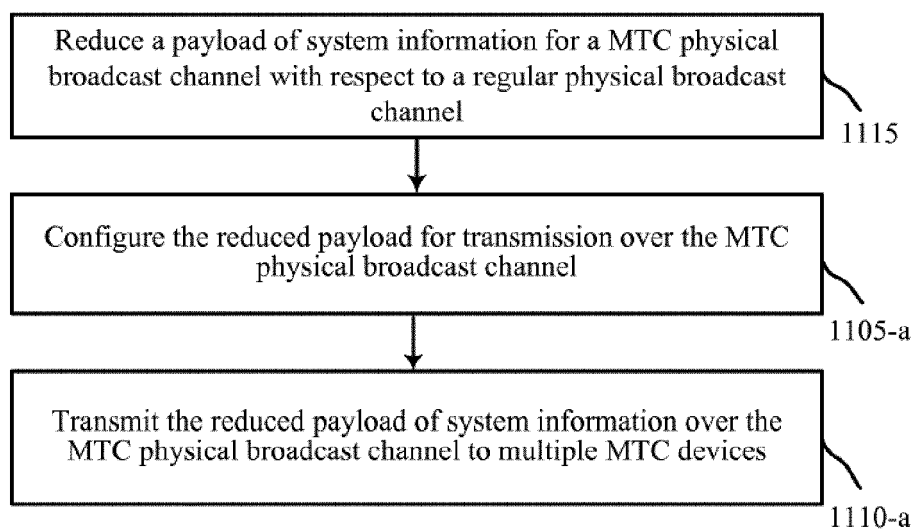 Reduce a payload of system information for a MTC physical
broadcast channel with respect to a regular physical broadcast
channel
1115
Configure the reduced payload for transmission over the MTC
physical broadcast channel
1105-a
Transmit the reduced payload of system information over the
MTC physical broadcast channel to multiple MTC devices
1110-a